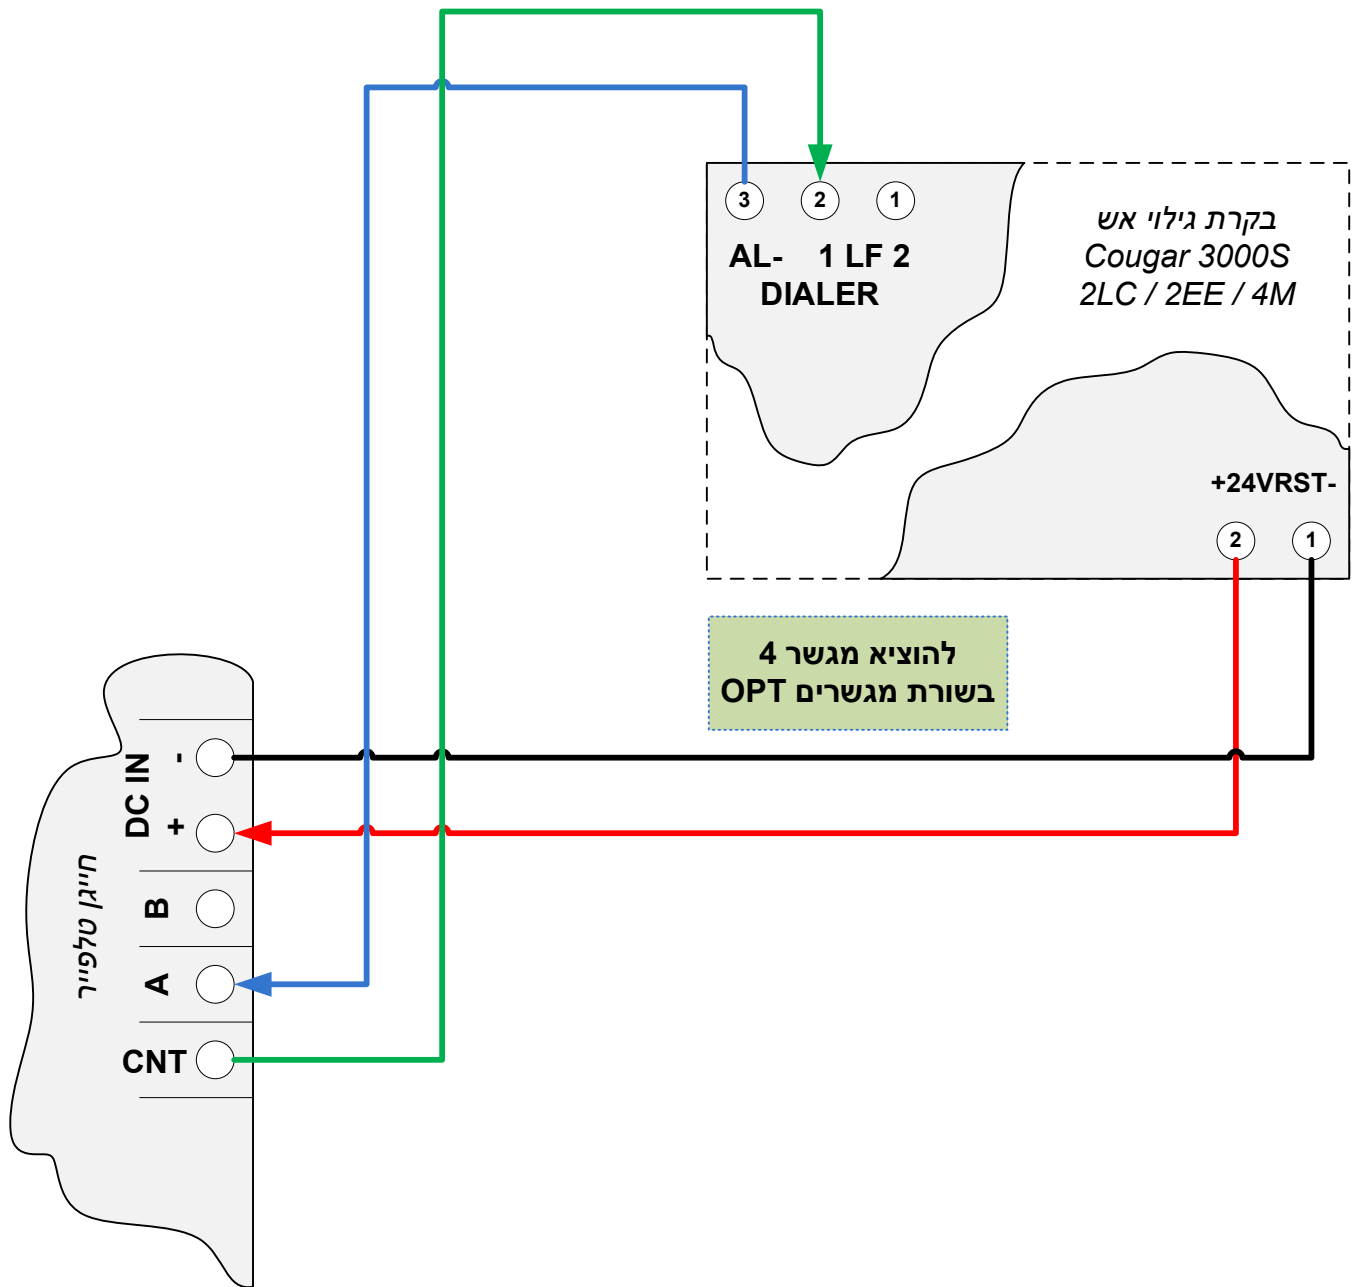 3 2 1
AL- 1 LF 2
DIALER
בקרת גילוי אש
Cougar 3000S
2LC / 2EE / 4M
+24VRST-
2 1
להוציא מגשר 4
בשורת מגשרים OPT
חייגן טלפייר
DC IN
-
+
B
A
CNT